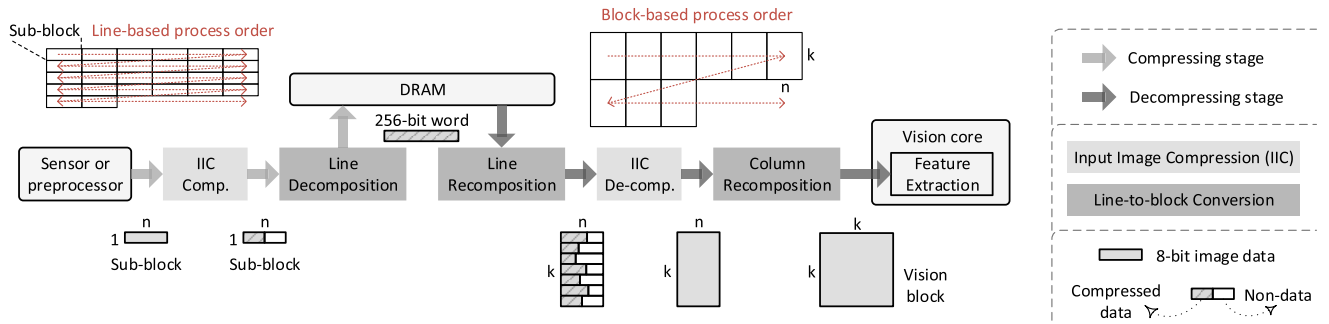 Sub-block
Line-based process order
Block-based process order
k
n
DRAM
256-bit word
Sensor or
preprocessor
IIC
Comp.
Line
Decomposition
Line
Recomposition
IIC
De-comp.
Column
Recomposition
Vision core
Feature
Extraction
n
1
Sub-block
n
1
Sub-block
n
k
n
k
k
k
Vision
block
Compressing stage
Decompressing stage
Input Image Compression (IIC)
Line-to-block Conversion
8-bit image data
Compressed
data
Non-data